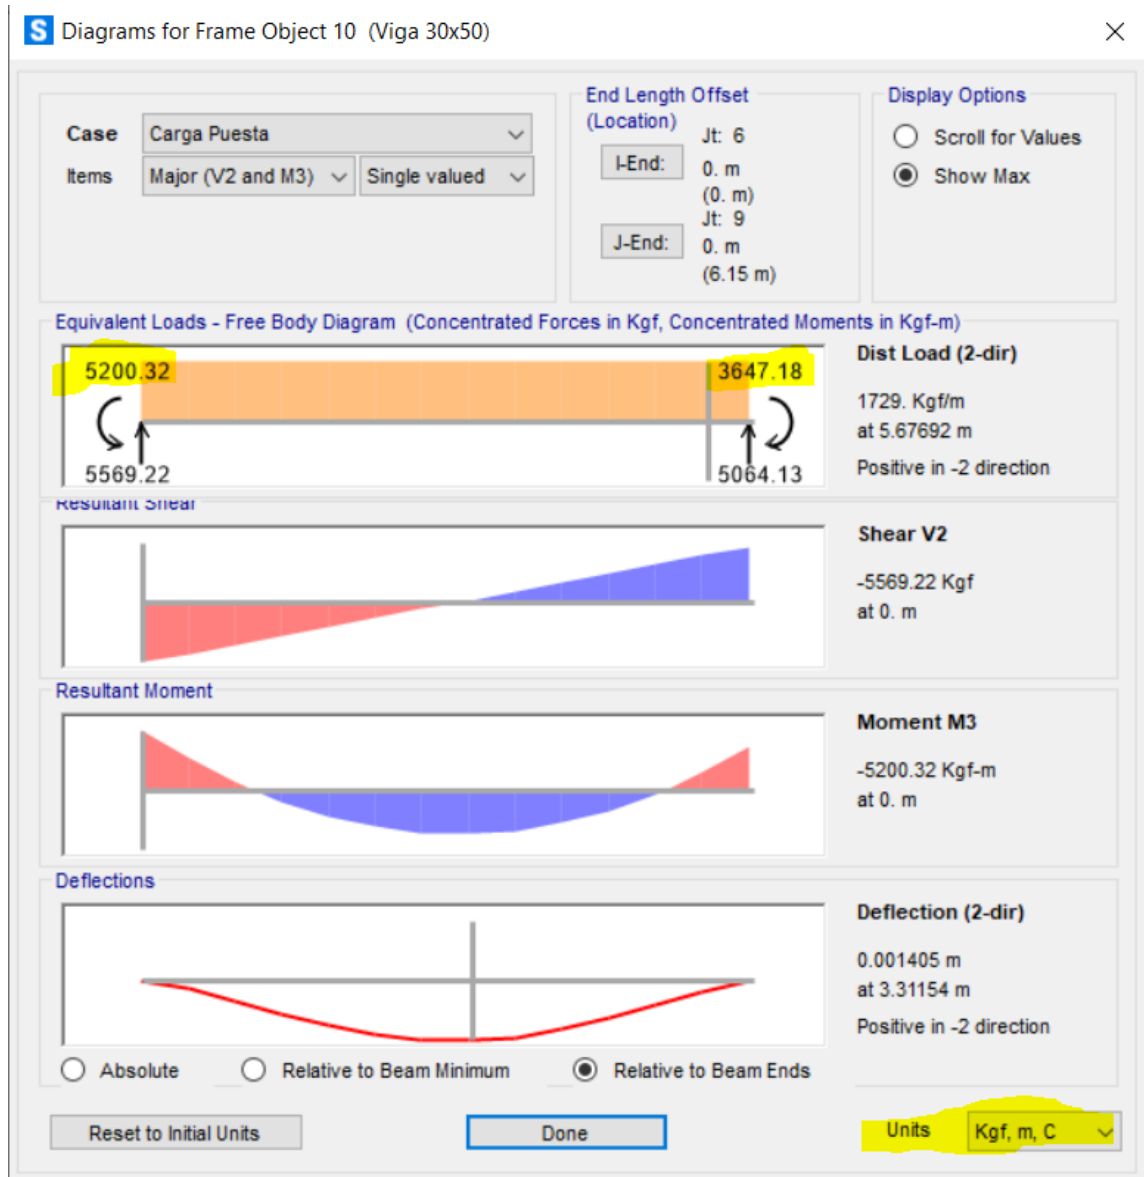 S Diagrams for Frame Object 10 (Viga 30x50)
Case Carga Puesta
Items Major (V2 and M3) Single valued
End Length Offset
(Location)
Jt: 6
I-End: 0. m
(0. m)
Jt: 9
J-End: 0. m
(6.15 m)
Display Options
Scroll for Values
Show Max
Equivalent Loads - Free Body Diagram (Concentrated Forces in Kgf, Concentrated Moments in Kgf-m)
5200.32 3647.18
5569.22 5064.13
Dist Load (2-dir)
1729. Kgf/m
at 5.67692 m
Positive in -2 direction
Resultant Shear
Shear V2
-5569.22 Kgf
at 0. m
Resultant Moment
Moment M3
-5200.32 Kgf-m
at 0. m
Deflections
Deflection (2-dir)
0.001405 m
at 3.31154 m
Positive in -2 direction
Absolute Relative to Beam Minimum Relative to Beam Ends
Reset to Initial Units Done Units Kgf, m, C